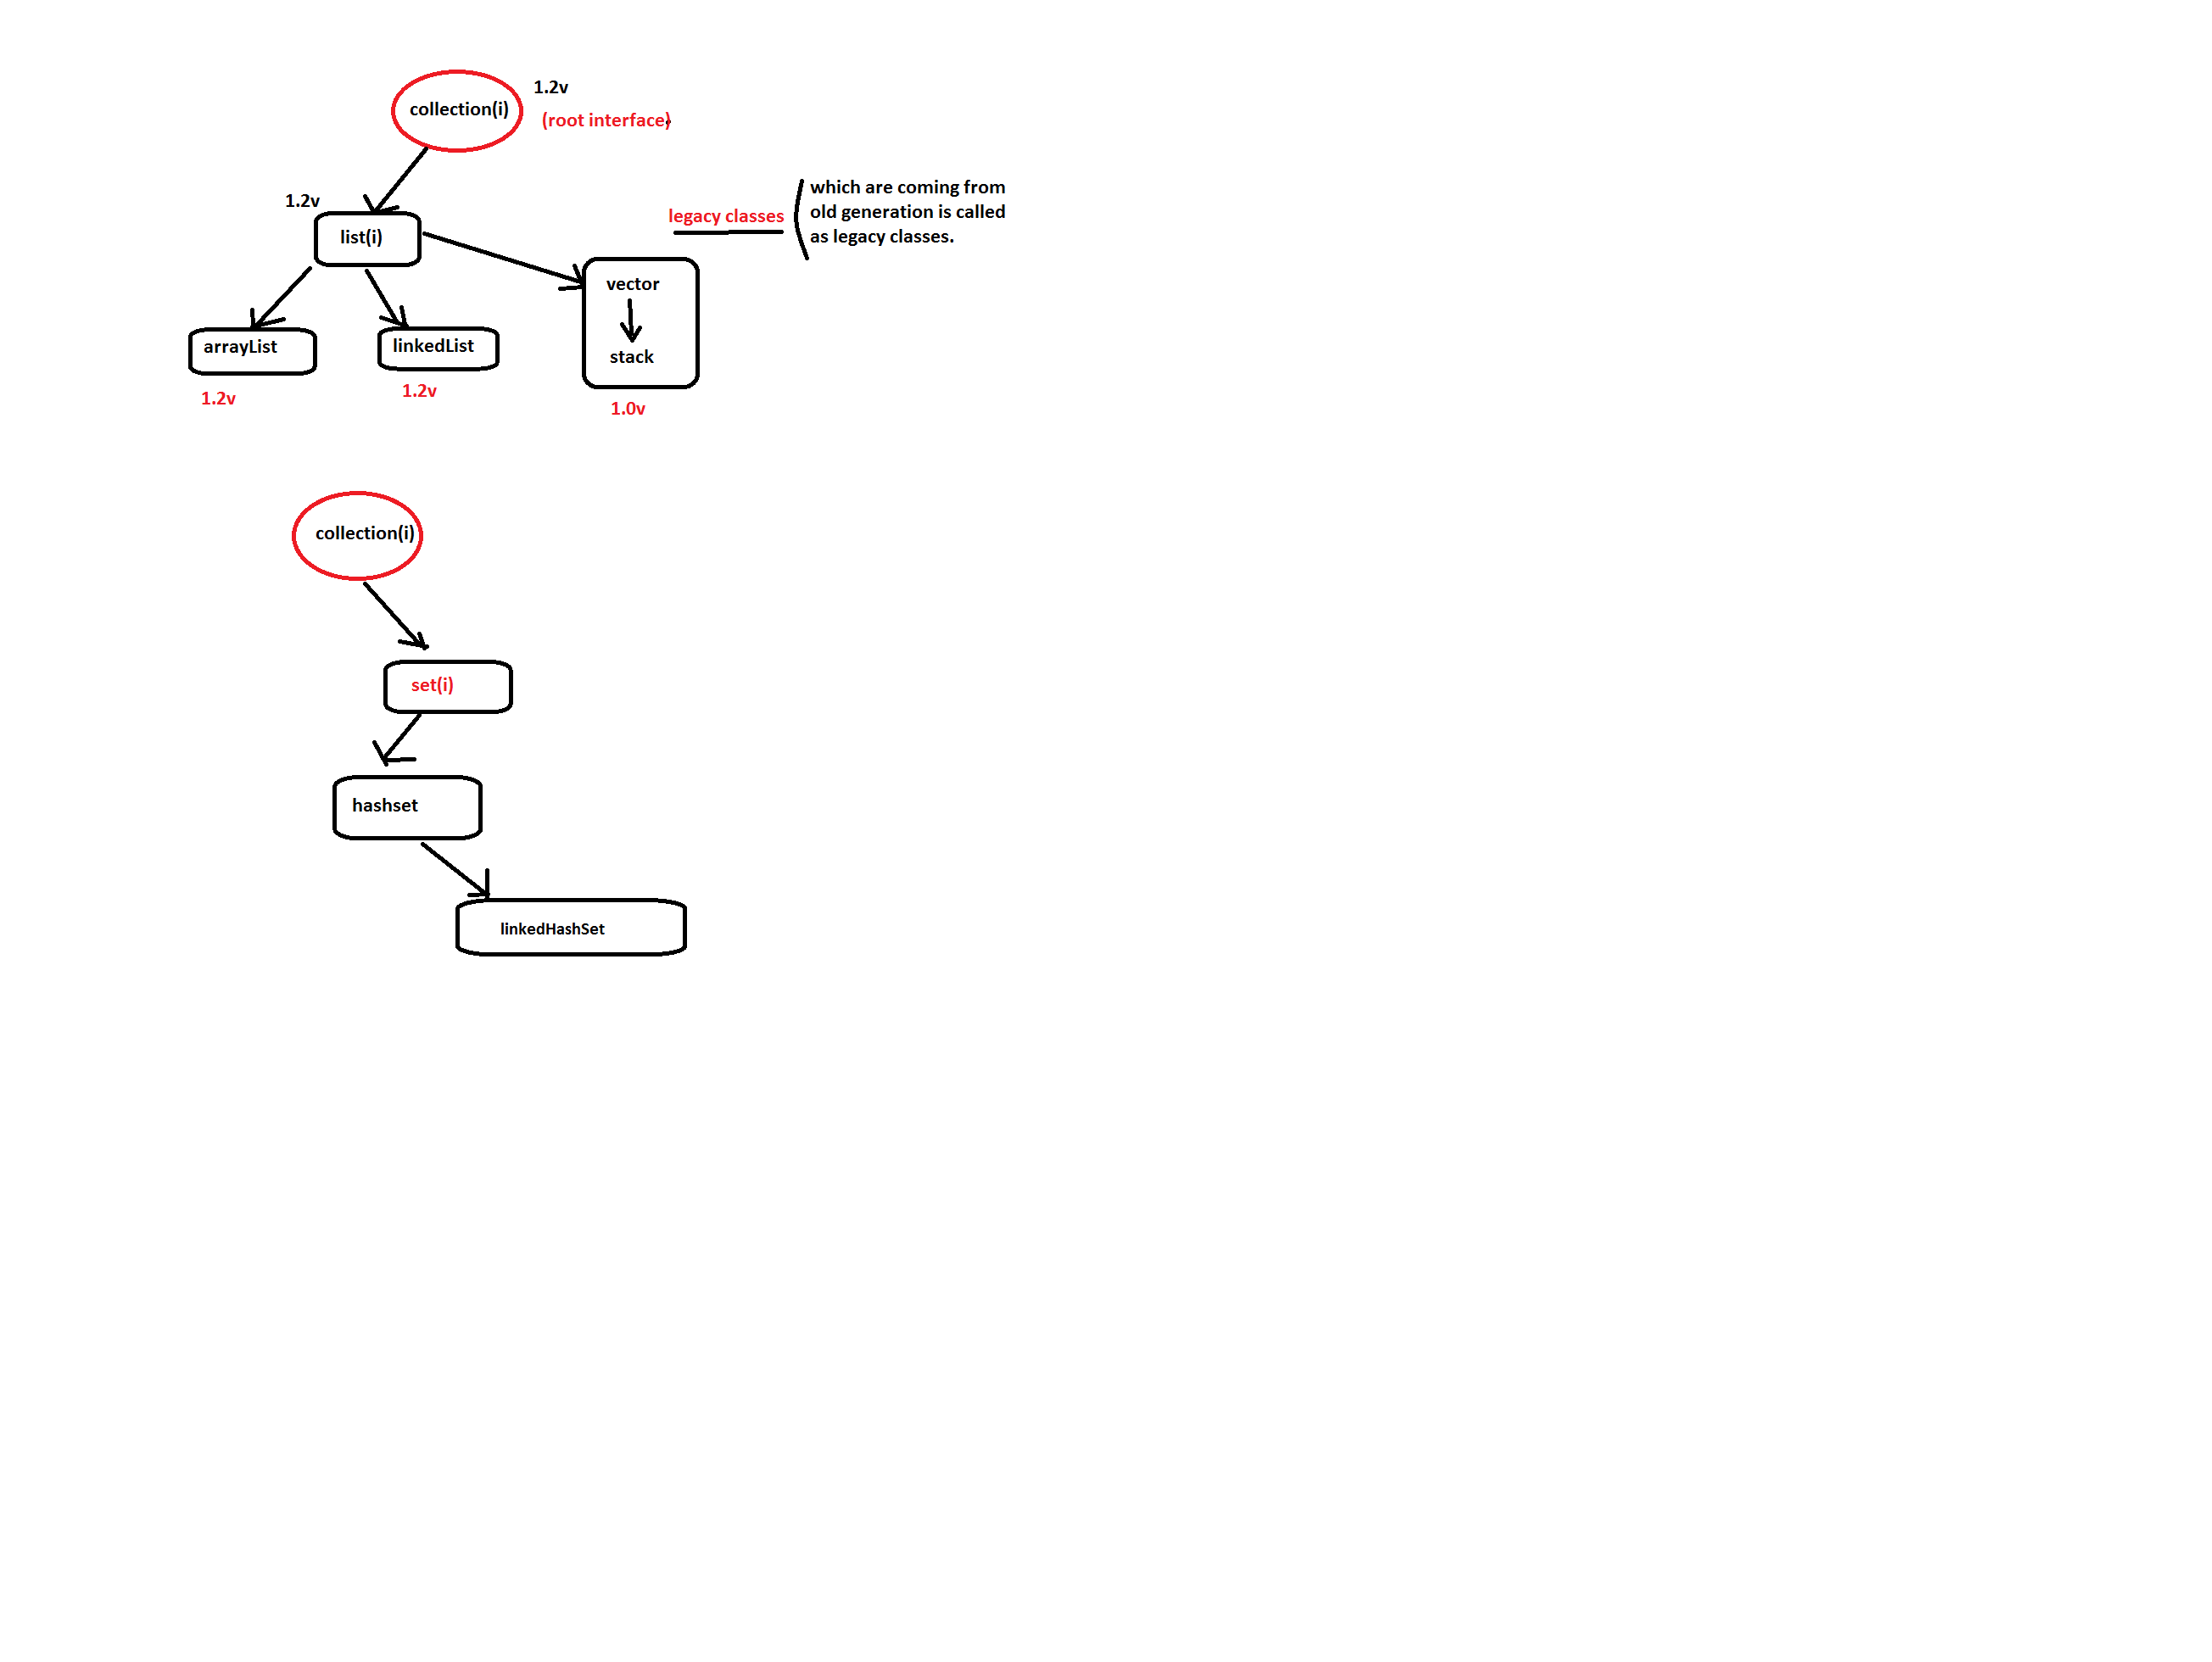 collection(i)
1.2v
(root interface)
1.2v
list(i)
legacy classes
which are coming from
old generation is called
as legacy classes.
vector
stack
arrayList
linkedList
1.2v
1.2v
1.0v
collection(i)
set(i)
hashset
linkedHashSet